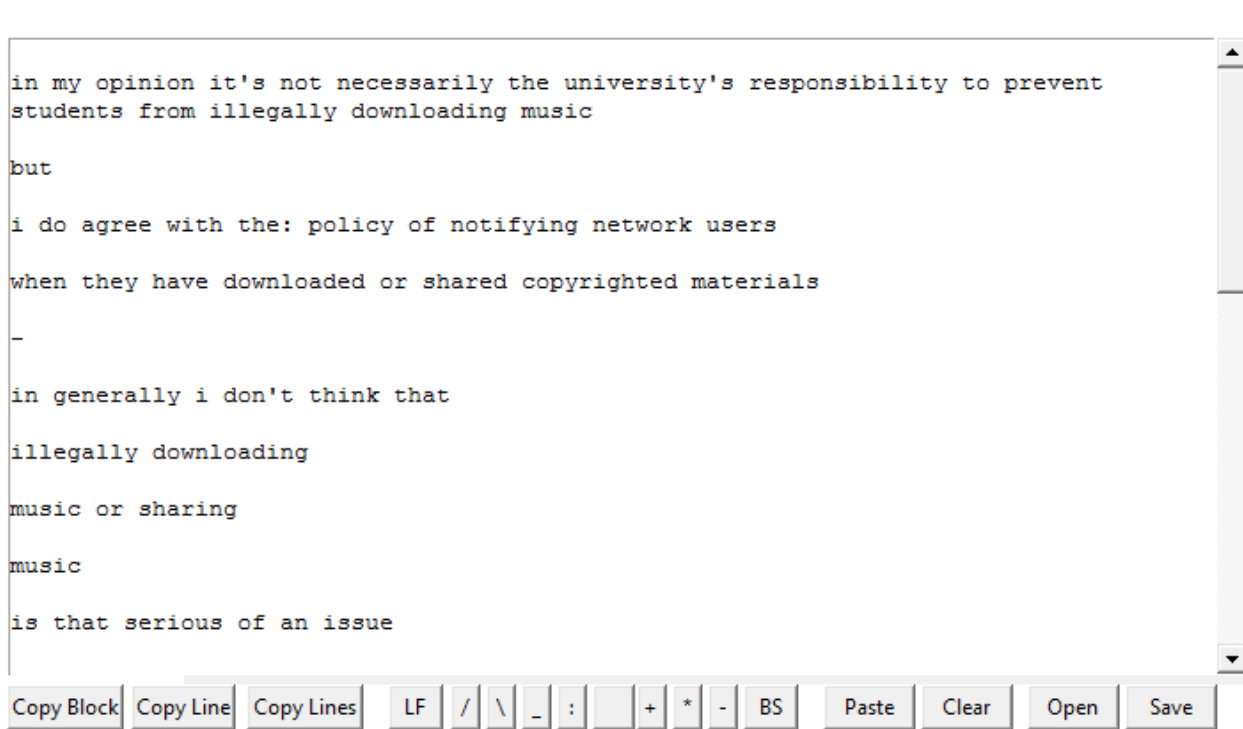 in my opinion it's not necessarily the university's responsibility to prevent
students from illegally downloading music
but
i do agree with the: policy of notifying network users
when they have downloaded or shared copyrighted materials
-
in generally i don't think that
illegally downloading
music or sharing
music
is that serious of an issue
Copy Block Copy Line Copy Lines LF / \ _ : + * - BS Paste Clear Open Save